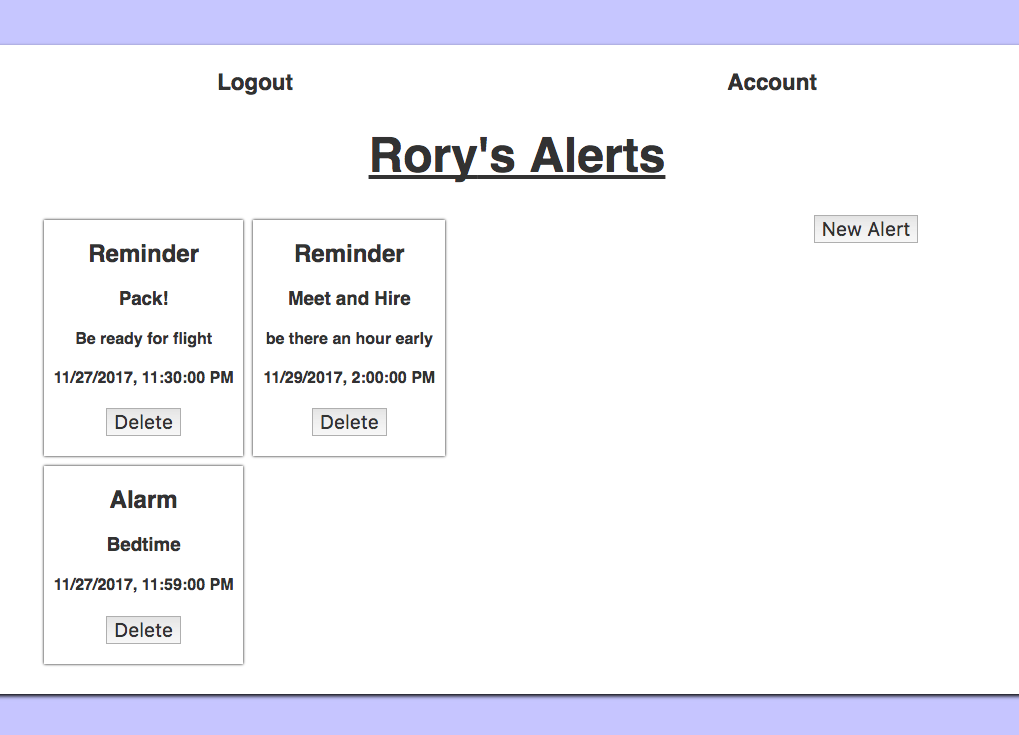 Logout
Account
Rory's Alerts
New Alert
Reminder
Pack!
Be ready for flight
11/27/2017, 11:30:00 PM
Delete
Reminder
Meet and Hire
be there an hour early
11/29/2017, 2:00:00 PM
Delete
Alarm
Bedtime
11/27/2017, 11:59:00 PM
Delete